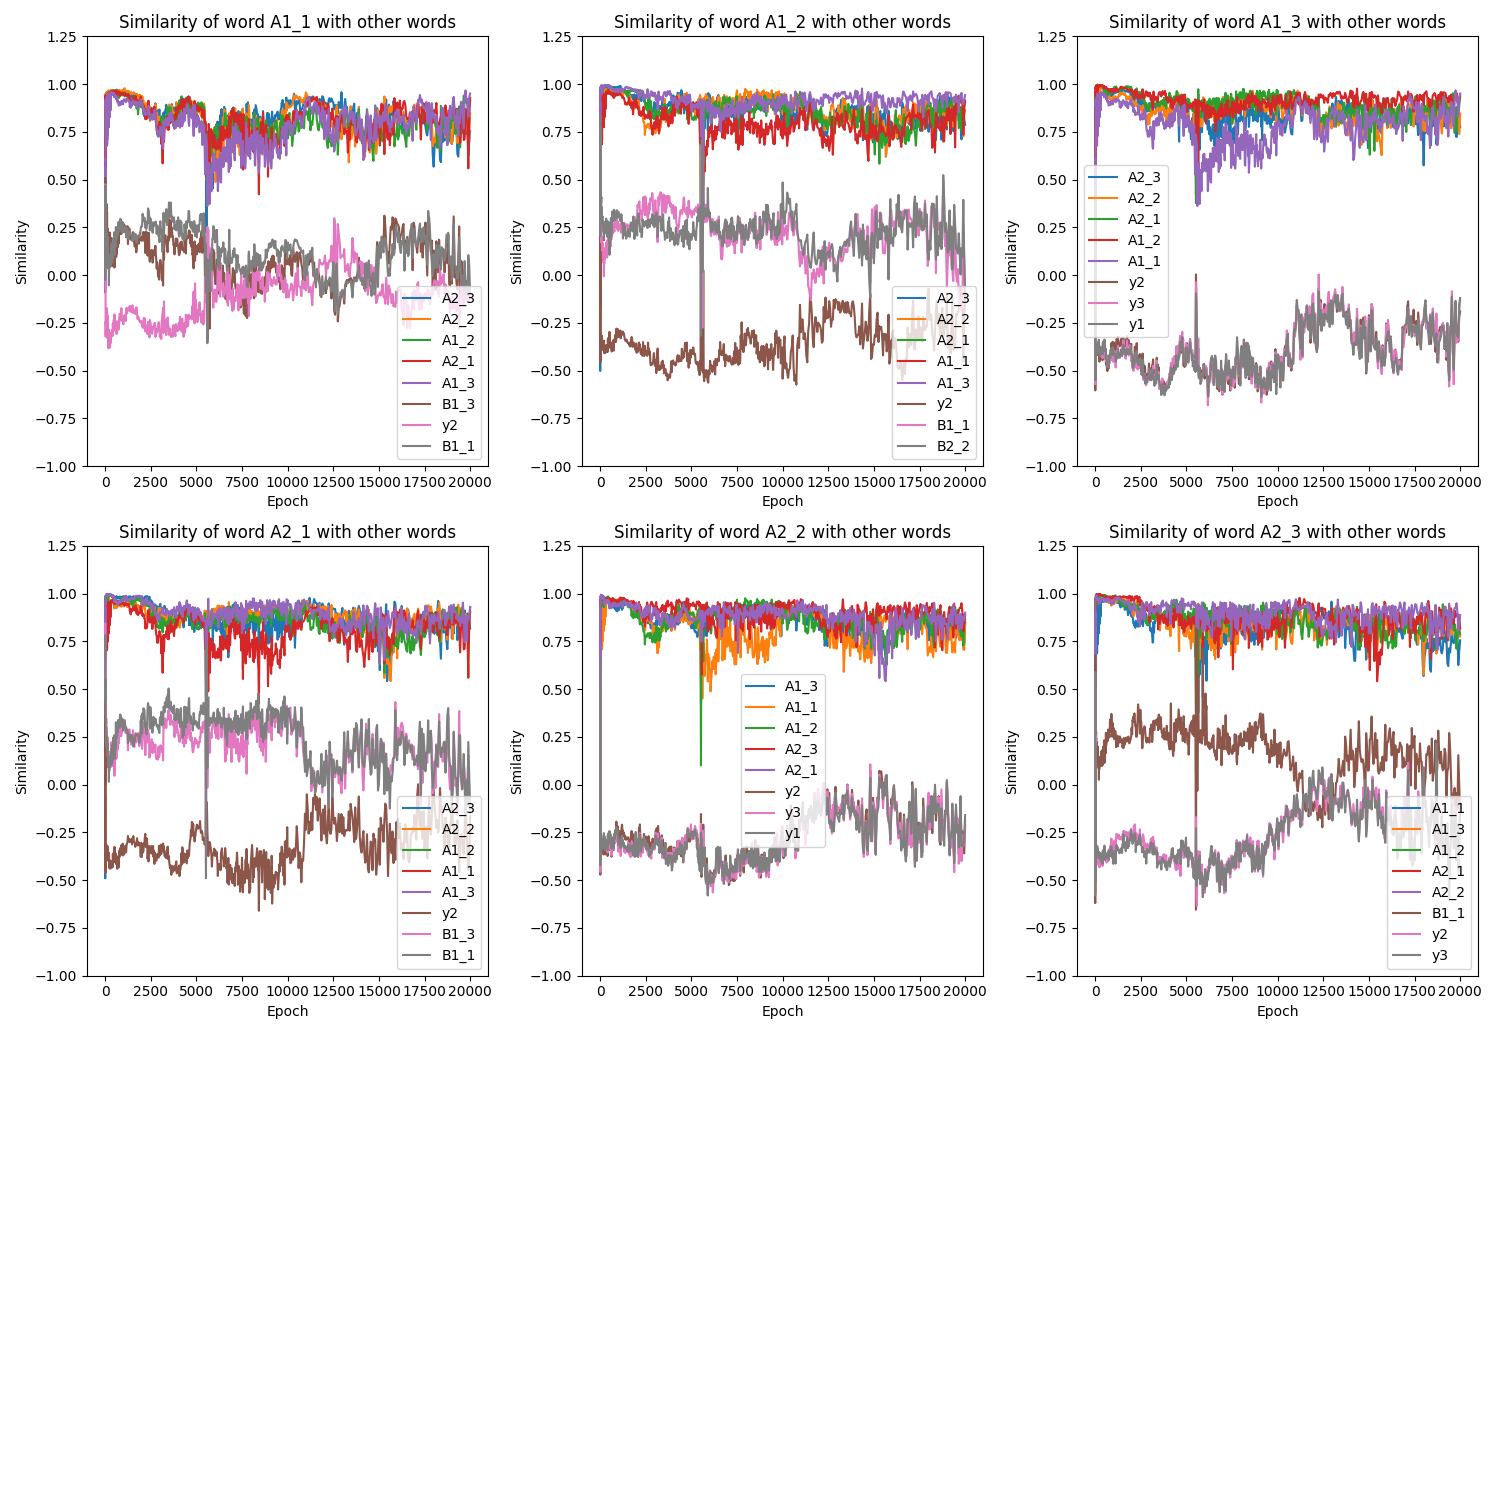 Similarity of word A1_1 with other words
1.25
1.00
0.75
0.50
0.25
0.00
−0.25
−0.50
−0.75
−1.00
Similarity
0 2500 5000 7500 10000 12500 15000 17500 20000
Epoch
A2_3
A2_2
A1_2
A2_1
A1_3
B1_3
y2
B1_1
Similarity of word A1_2 with other words
1.25
1.00
0.75
0.50
0.25
0.00
−0.25
−0.50
−0.75
−1.00
Similarity
0 2500 5000 7500 10000 12500 15000 17500 20000
Epoch
A2_3
A2_2
A2_1
A1_1
A1_3
y2
B1_1
B2_2
Similarity of word A1_3 with other words
1.25
1.00
0.75
0.50
0.25
0.00
−0.25
−0.50
−0.75
−1.00
Similarity
0 2500 5000 7500 10000 12500 15000 17500 20000
Epoch
A2_3
A2_2
A2_1
A1_2
A1_1
y2
y3
y1
Similarity of word A2_1 with other words
1.25
1.00
0.75
0.50
0.25
0.00
−0.25
−0.50
−0.75
−1.00
Similarity
0 2500 5000 7500 10000 12500 15000 17500 20000
Epoch
A2_3
A2_2
A1_2
A1_1
A1_3
y2
B1_3
B1_1
Similarity of word A2_2 with other words
1.25
1.00
0.75
0.50
0.25
0.00
−0.25
−0.50
−0.75
−1.00
Similarity
0 2500 5000 7500 10000 12500 15000 17500 20000
Epoch
A1_3
A1_1
A1_2
A2_3
A2_1
y2
y3
y1
Similarity of word A2_3 with other words
1.25
1.00
0.75
0.50
0.25
0.00
−0.25
−0.50
−0.75
−1.00
Similarity
0 2500 5000 7500 10000 12500 15000 17500 20000
Epoch
A1_1
A1_3
A1_2
A2_1
A2_2
B1_1
y2
y3